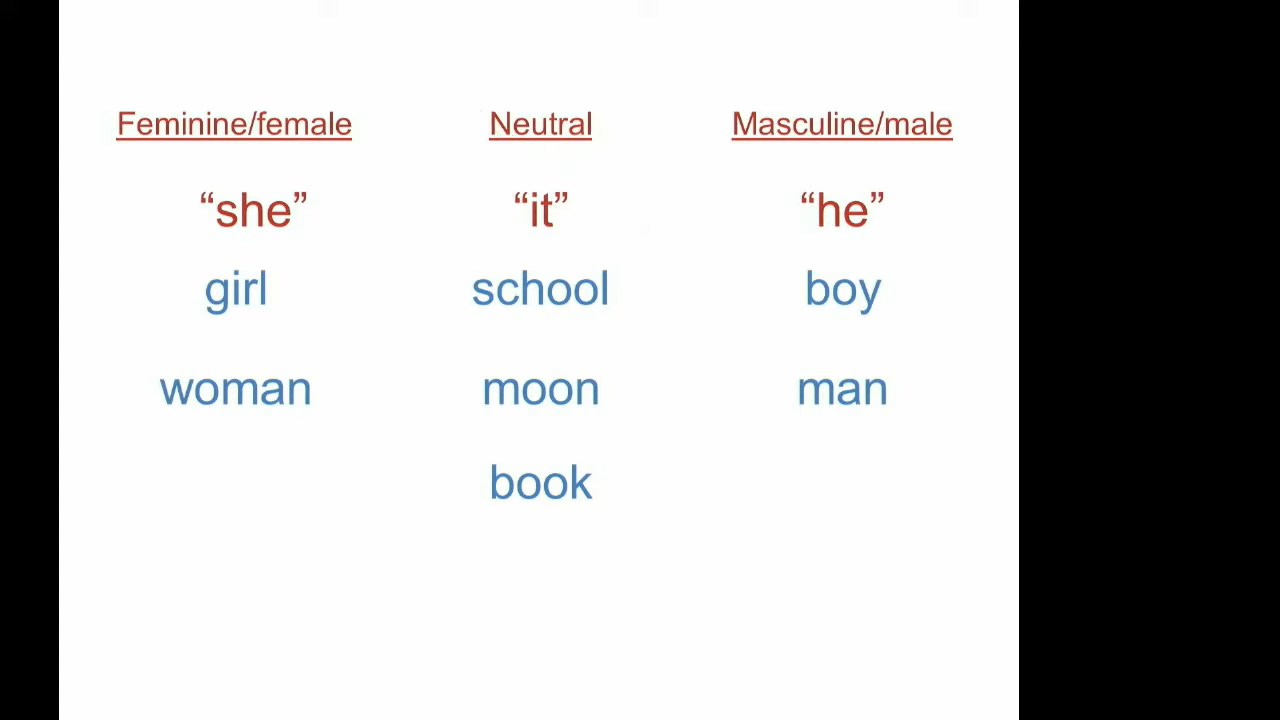 Feminine/female Neutral Masculine/male
“she” “it” “he”
girl school boy
woman moon man
book